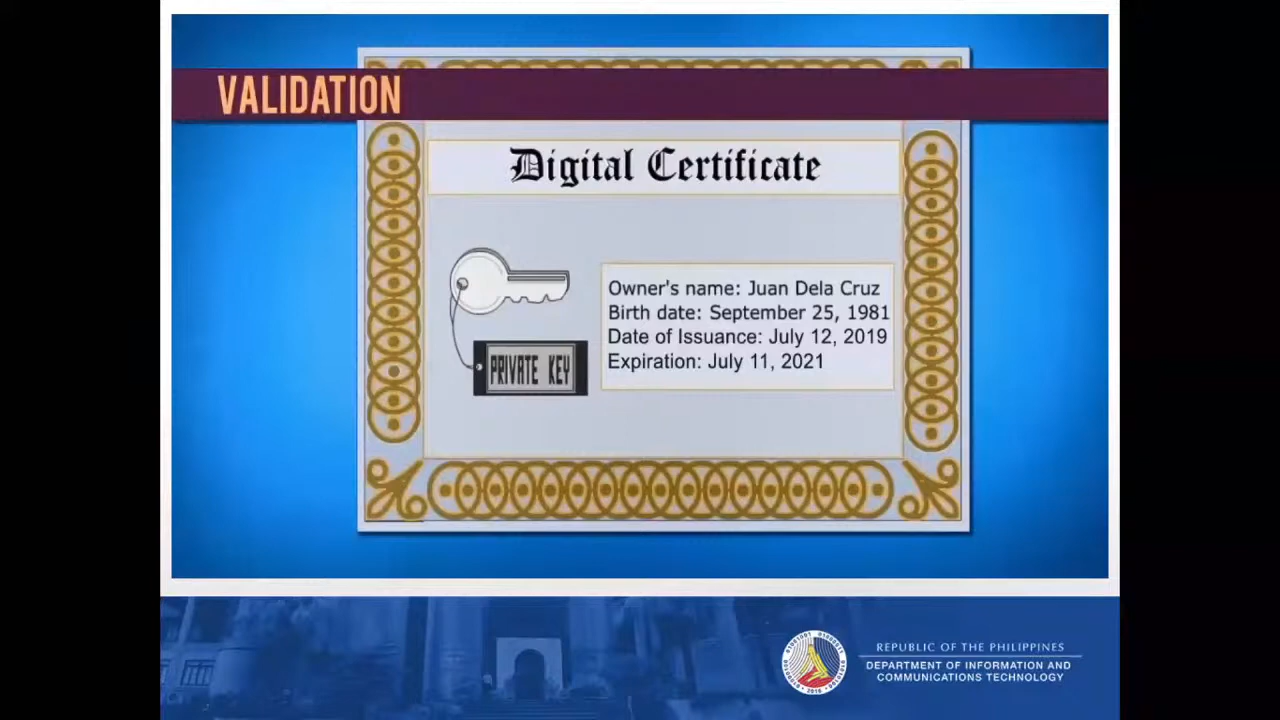 VALIDATION
Digital Certificate
Owner's name: Juan Dela Cruz
Birth date: September 25, 1981
Date of Issuance: July 12, 2019
Expiration: July 11, 2021
PRIVATE KEY
REPUBLIC OF THE PHILIPPINES
DEPARTMENT OF INFORMATION AND
COMMUNICATIONS TECHNOLOGY
2016